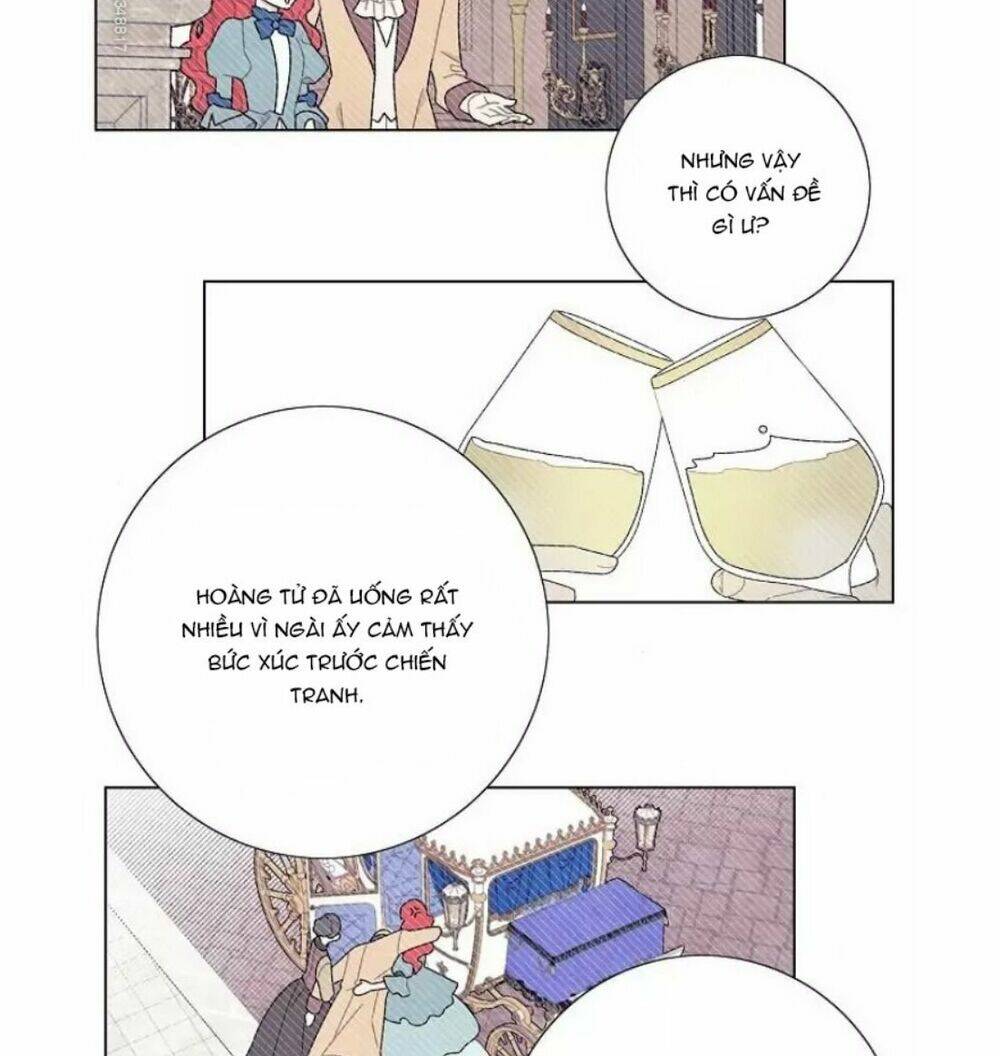 346817
NHƯNG VẬY
THÌ CÓ VẤN ĐỀ
GÌ Ư?
HOÀNG TỬ ĐÃ UỐNG RẤT
NHIỀU VÌ NGÀI ẤY CẢM THẤY
BỨC XÚC TRƯỚC CHIẾN
TRANH.